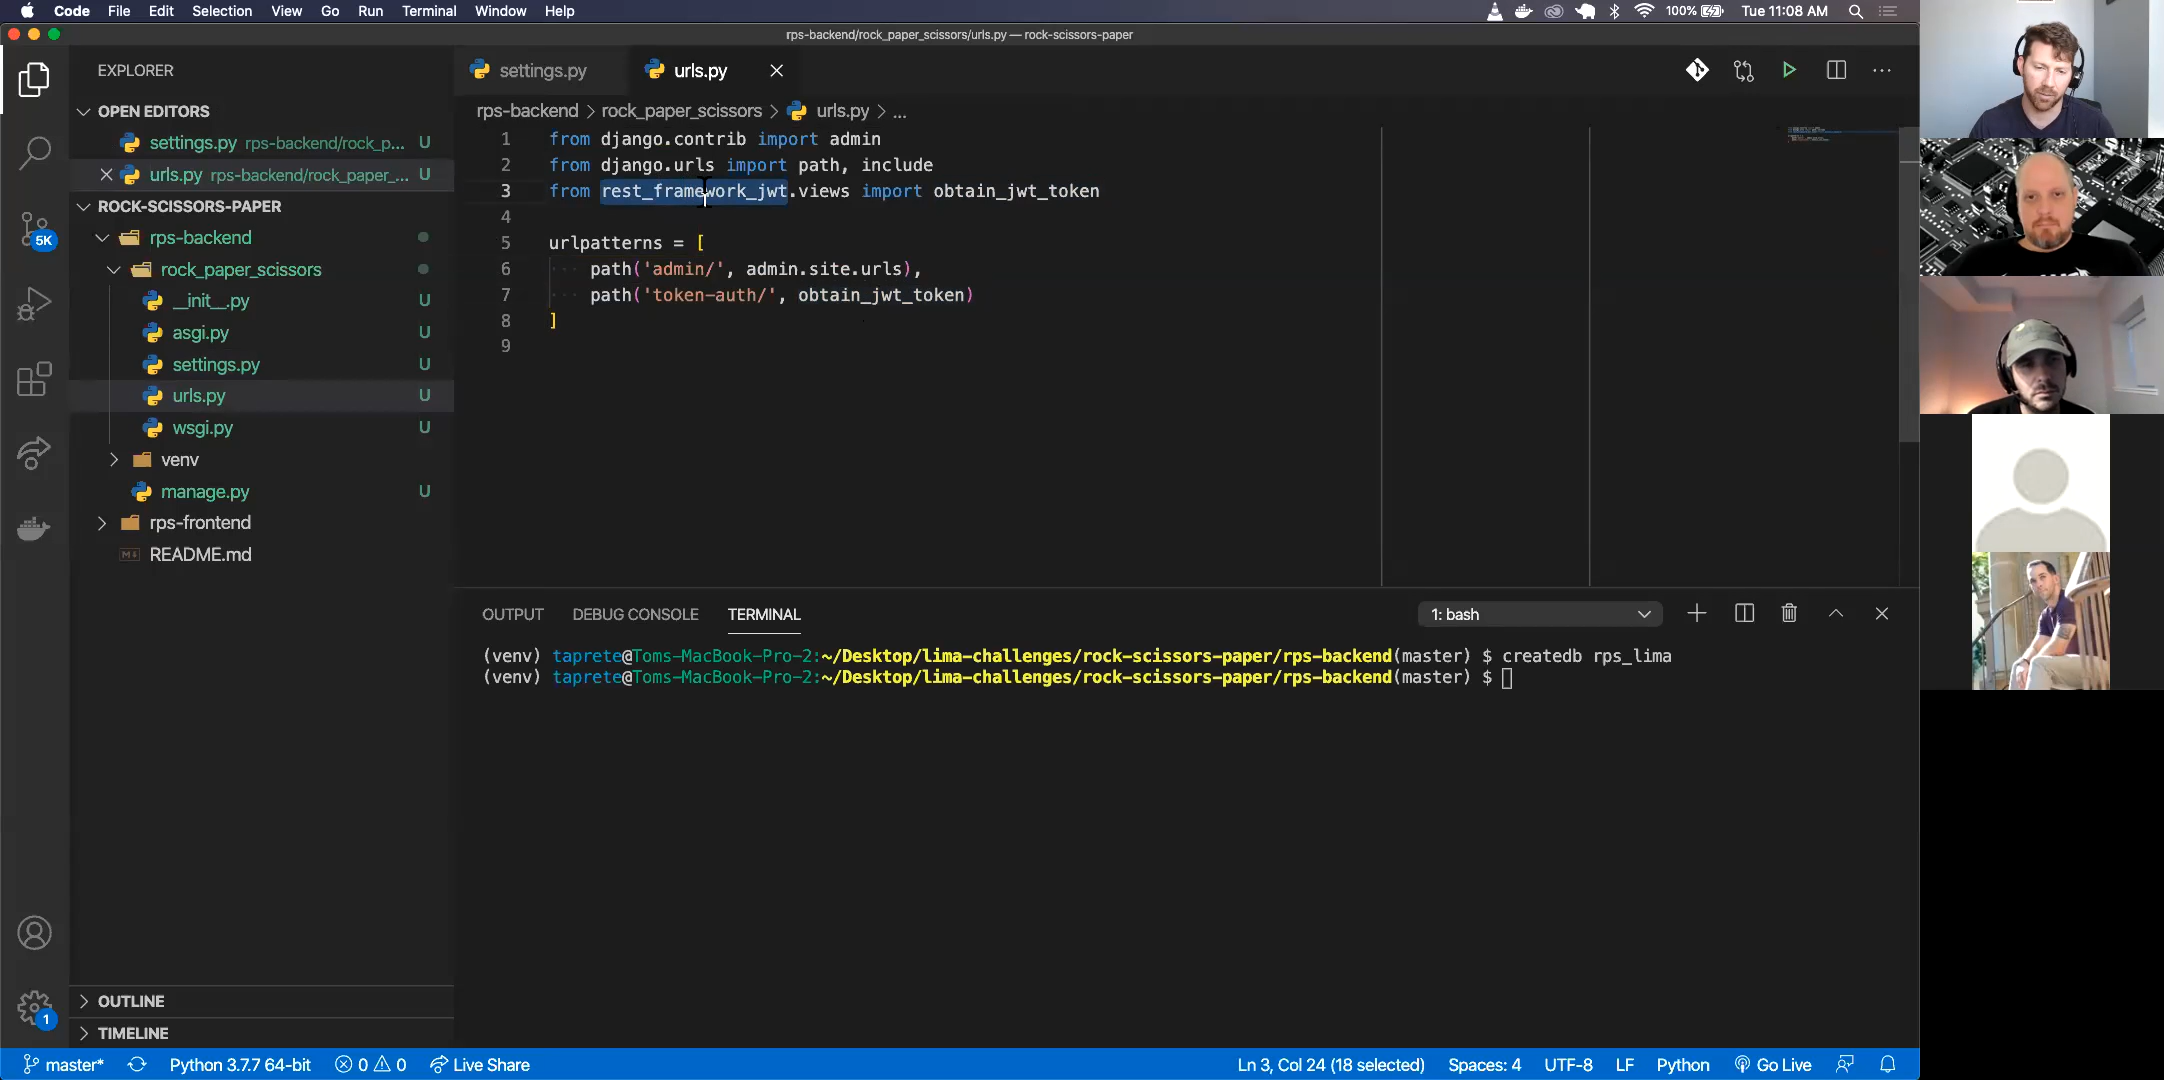 Code File Edit Selection View Go Run Terminal Window Help 100% Tue 11:08 AM
rps-backend/rock_paper_scissors/urls.py — rock-scissors-paper
EXPLORER
OPEN EDITORS
settings.py rps-backend/rock_p... U
urls.py rps-backend/rock_paper_... U
ROCK-SCISSORS-PAPER
rps-backend
rock_paper_scissors
__init__.py U
asgi.py U
settings.py U
urls.py U
wsgi.py U
venv
manage.py U
rps-frontend
README.md
OUTLINE
TIMELINE
5K
1
settings.py urls.py
rps-backend > rock_paper_scissors > urls.py > ...
1 from django.contrib import admin
2 from django.urls import path, include
3 from rest_framework_jwt.views import obtain_jwt_token
4
5 urlpatterns = [
6 path('admin/', admin.site.urls),
7 path('token-auth/', obtain_jwt_token)
8 ]
9
OUTPUT DEBUG CONSOLE TERMINAL 1: bash
(venv) taprete@Toms-MacBook-Pro-2:~/Desktop/lima-challenges/rock-scissors-paper/rps-backend(master) $ createdb rps_lima
(venv) taprete@Toms-MacBook-Pro-2:~/Desktop/lima-challenges/rock-scissors-paper/rps-backend(master) $
master* Python 3.7.7 64-bit 0 0 Live Share Ln 3, Col 24 (18 selected) Spaces: 4 UTF-8 LF Python Go Live